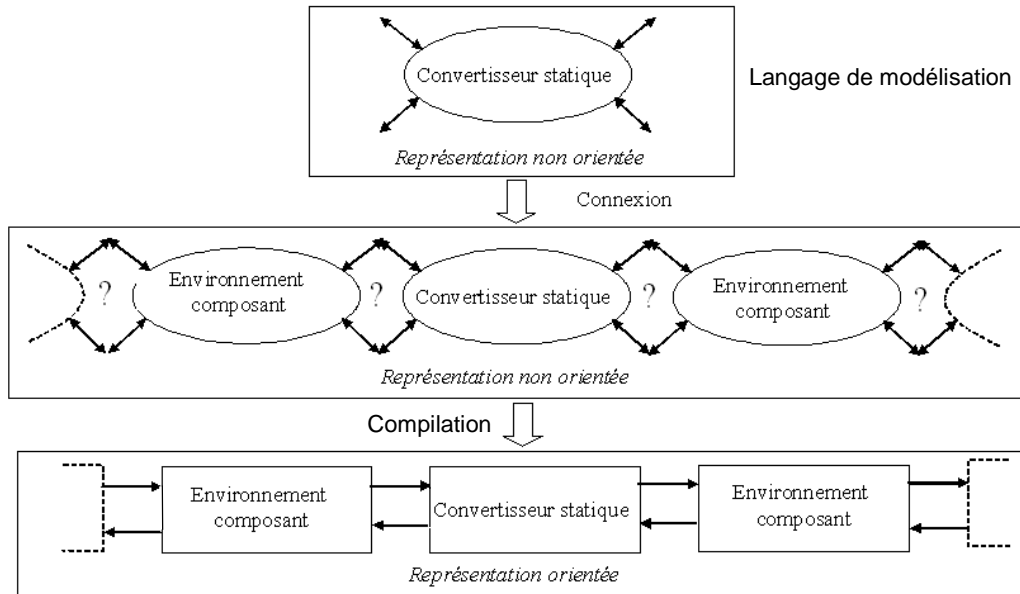 Convertisseur statique
Langage de modélisation
Représentation non orientée
Connexion
?
Environnement
composant
?
Convertisseur statique
?
Environnement
composant
?
Représentation non orientée
Compilation
Environnement
composant
Convertisseur statique
Environnement
composant
Représentation orientée